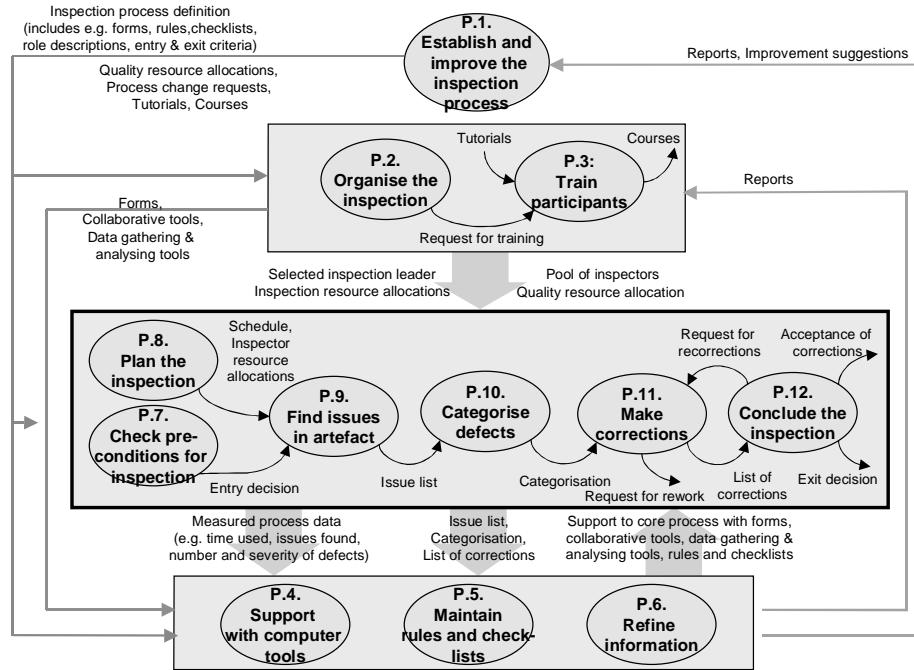 Inspection process definition
(includes e.g. forms, rules,checklists,
role descriptions, entry & exit criteria)
P.1.
Establish and
improve the
inspection
process
Reports, Improvement suggestions
Quality resource allocations,
Process change requests,
Tutorials, Courses
Tutorials
Courses
P.2.
Organise the
inspection
P.3:
Train
participants
Reports
Request for training
Forms,
Collaborative tools,
Data gathering &
analysing tools
Selected inspection leader
Inspection resource allocations
Pool of inspectors
Quality resource allocation
P.8.
Plan the
inspection
Schedule,
Inspector
resource
allocations
P.7.
Check pre-
conditions for
inspection
Entry decision
P.9.
Find issues
in artefact
Issue list
P.10.
Categorise
defects
Categorisation
P.11.
Make
corrections
Request for
recorrections
Request for rework
Acceptance of
corrections
P.12.
Conclude the
inspection
List of
corrections
Exit decision
Measured process data
(e.g. time used, issues found,
number and severity of defects)
Issue list,
Categorisation,
List of corrections
Support to core process with forms,
collaborative tools, data gathering &
analysing tools, rules and checklists
P.4.
Support
with computer
tools
P.5.
Maintain
rules and check-
lists
P.6.
Refine
information